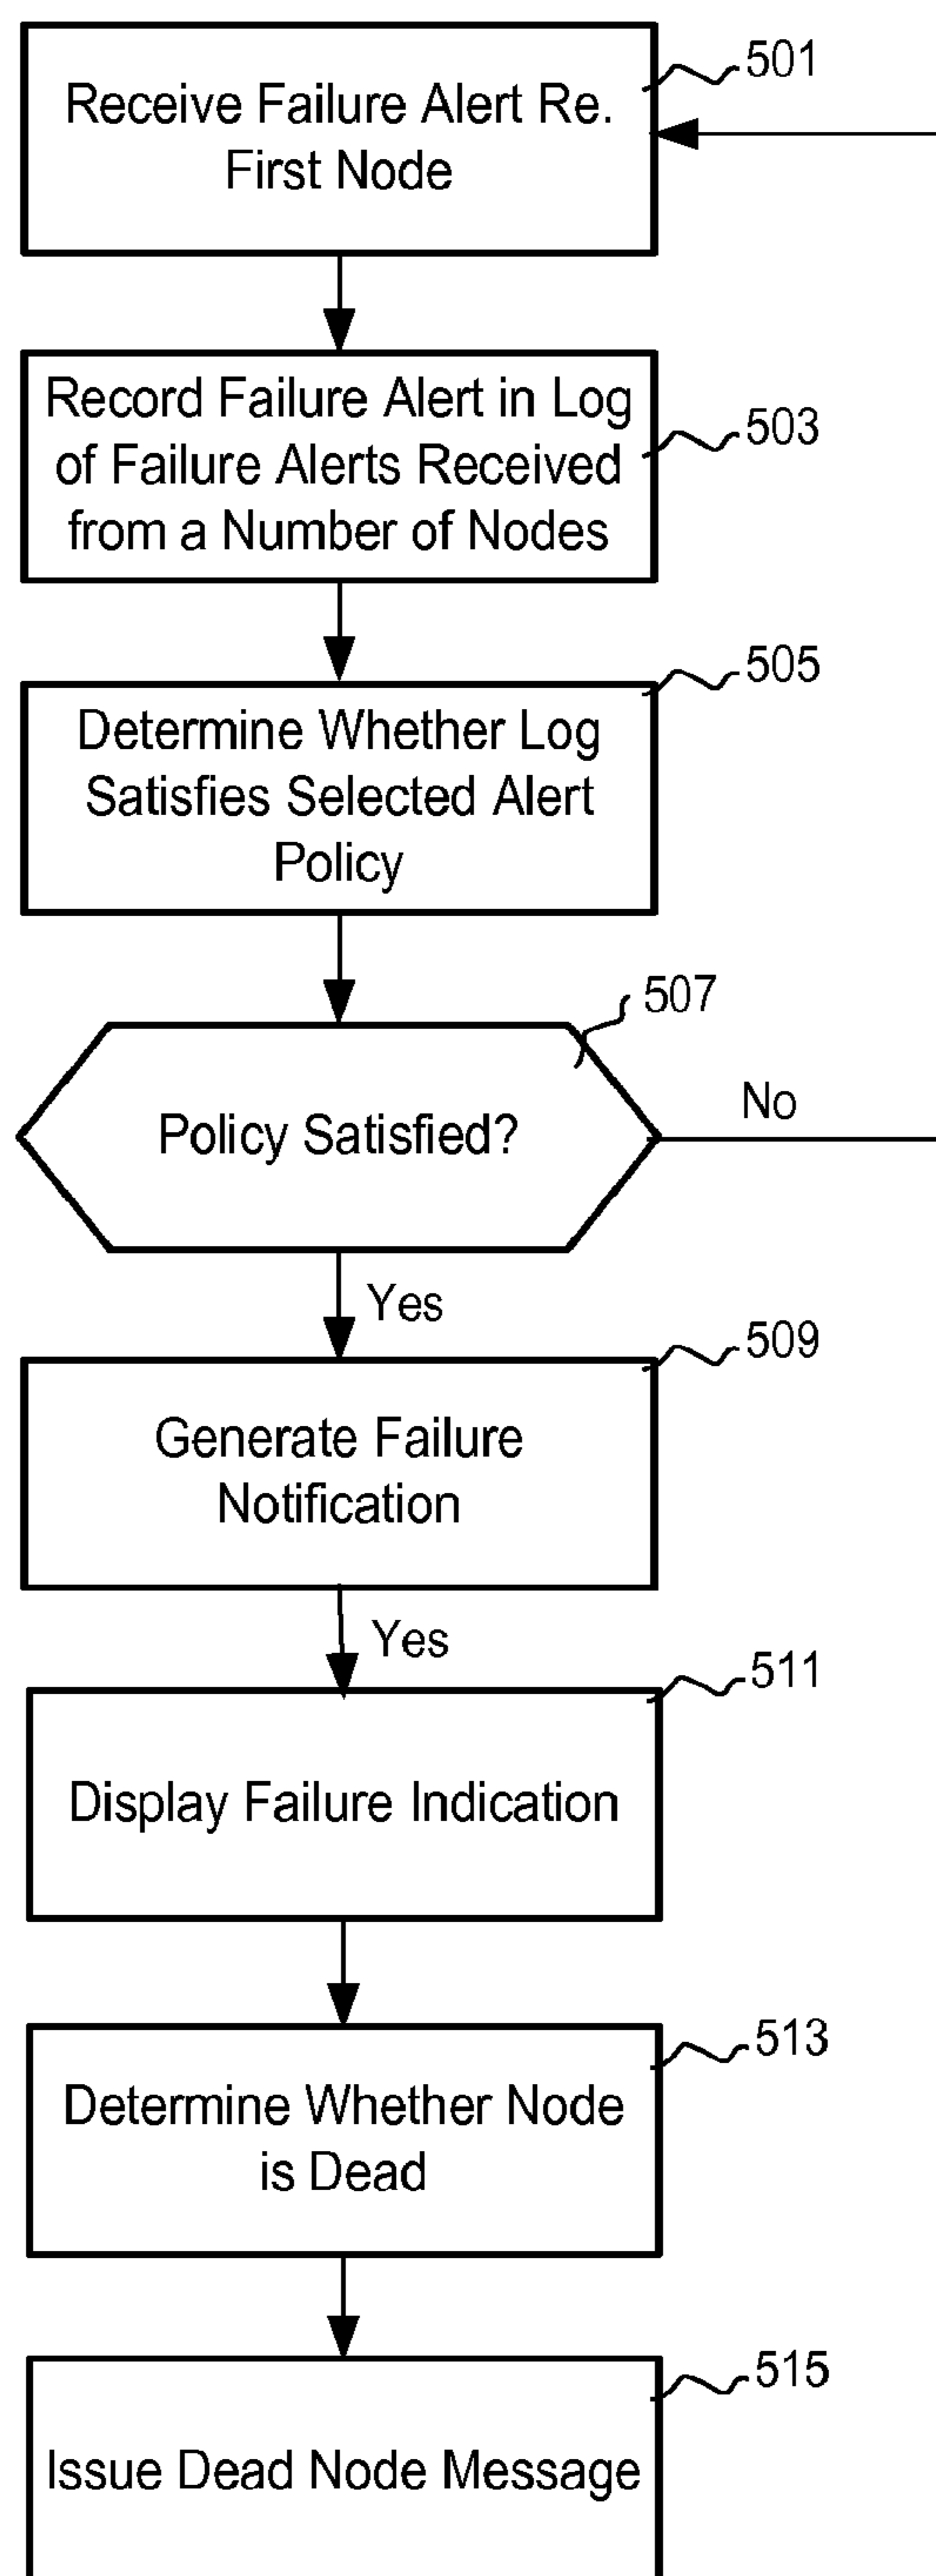 501
Receive Failure Alert Re.
First Node
Record Failure Alert in Log
of Failure Alerts Received
from a Number of Nodes
503
505
Determine Whether Log
Satisfies Selected Alert
Policy
507
Policy Satisfied?
No
Yes
509
Generate Failure
Notification
Yes
511
Display Failure Indication
513
Determine Whether Node
is Dead
515
Issue Dead Node Message